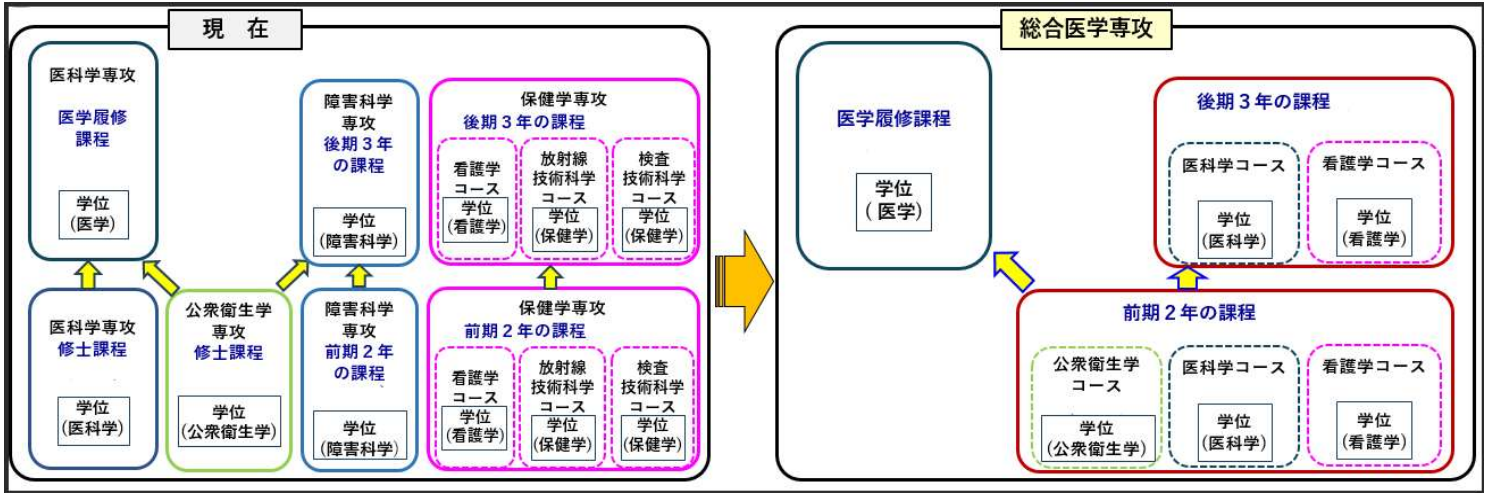 現　在
医科学専攻
医学履修
課程
学位
(医学)
障害科学
専攻
後期３年
の課程
学位
(障害科学)
保健学専攻
後期３年の課程
看護学
コース
学位
(看護学)
放射線
技術科学
コース
学位
(保健学)
検査
技術科学
コース
学位
(保健学)
医科学専攻
修士課程
学位
(医科学)
公衆衛生学
専攻
修士課程
学位
(公衆衛生学)
障害科学
専攻
前期２年
の課程
学位
(障害科学)
保健学専攻
前期２年の課程
看護学
コース
学位
(看護学)
放射線
技術科学
コース
学位
(保健学)
検査
技術科学
コース
学位
(保健学)
総合医学専攻
医学履修課程
学位
( 医学)
後期３年の課程
医科学コース
学位
(医科学)
看護学コース
学位
(看護学)
前期２年の課程
公衆衛生学
コース
学位
(公衆衛生学)
医科学コース
学位
(医科学)
看護学コース
学位
(看護学)